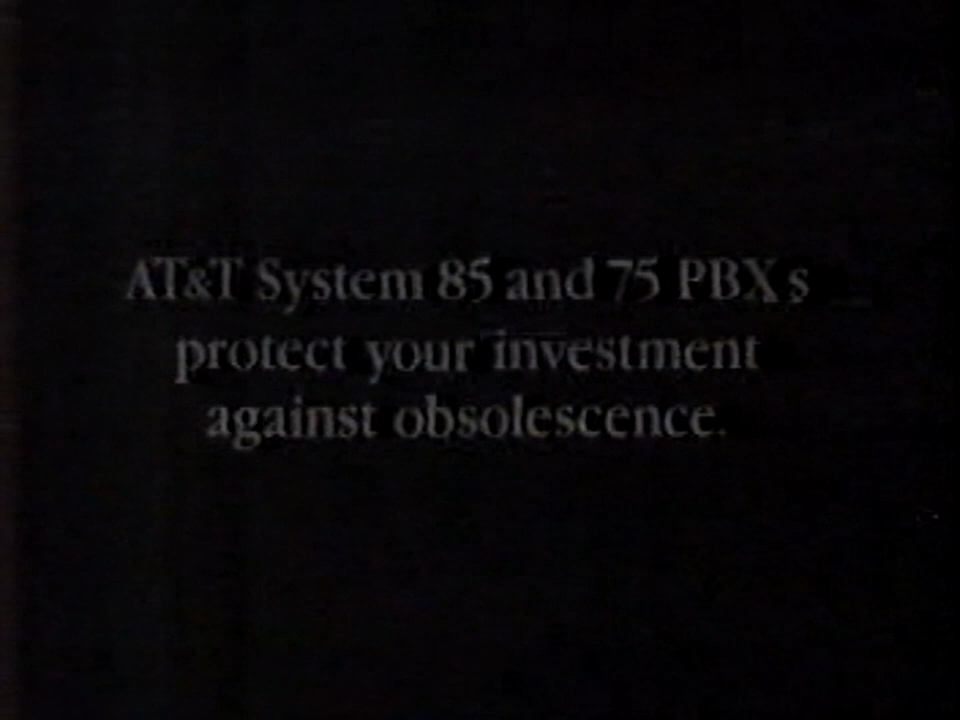 AT&T System 85 and 75 PBXs
protect your investment
against obsolescence.